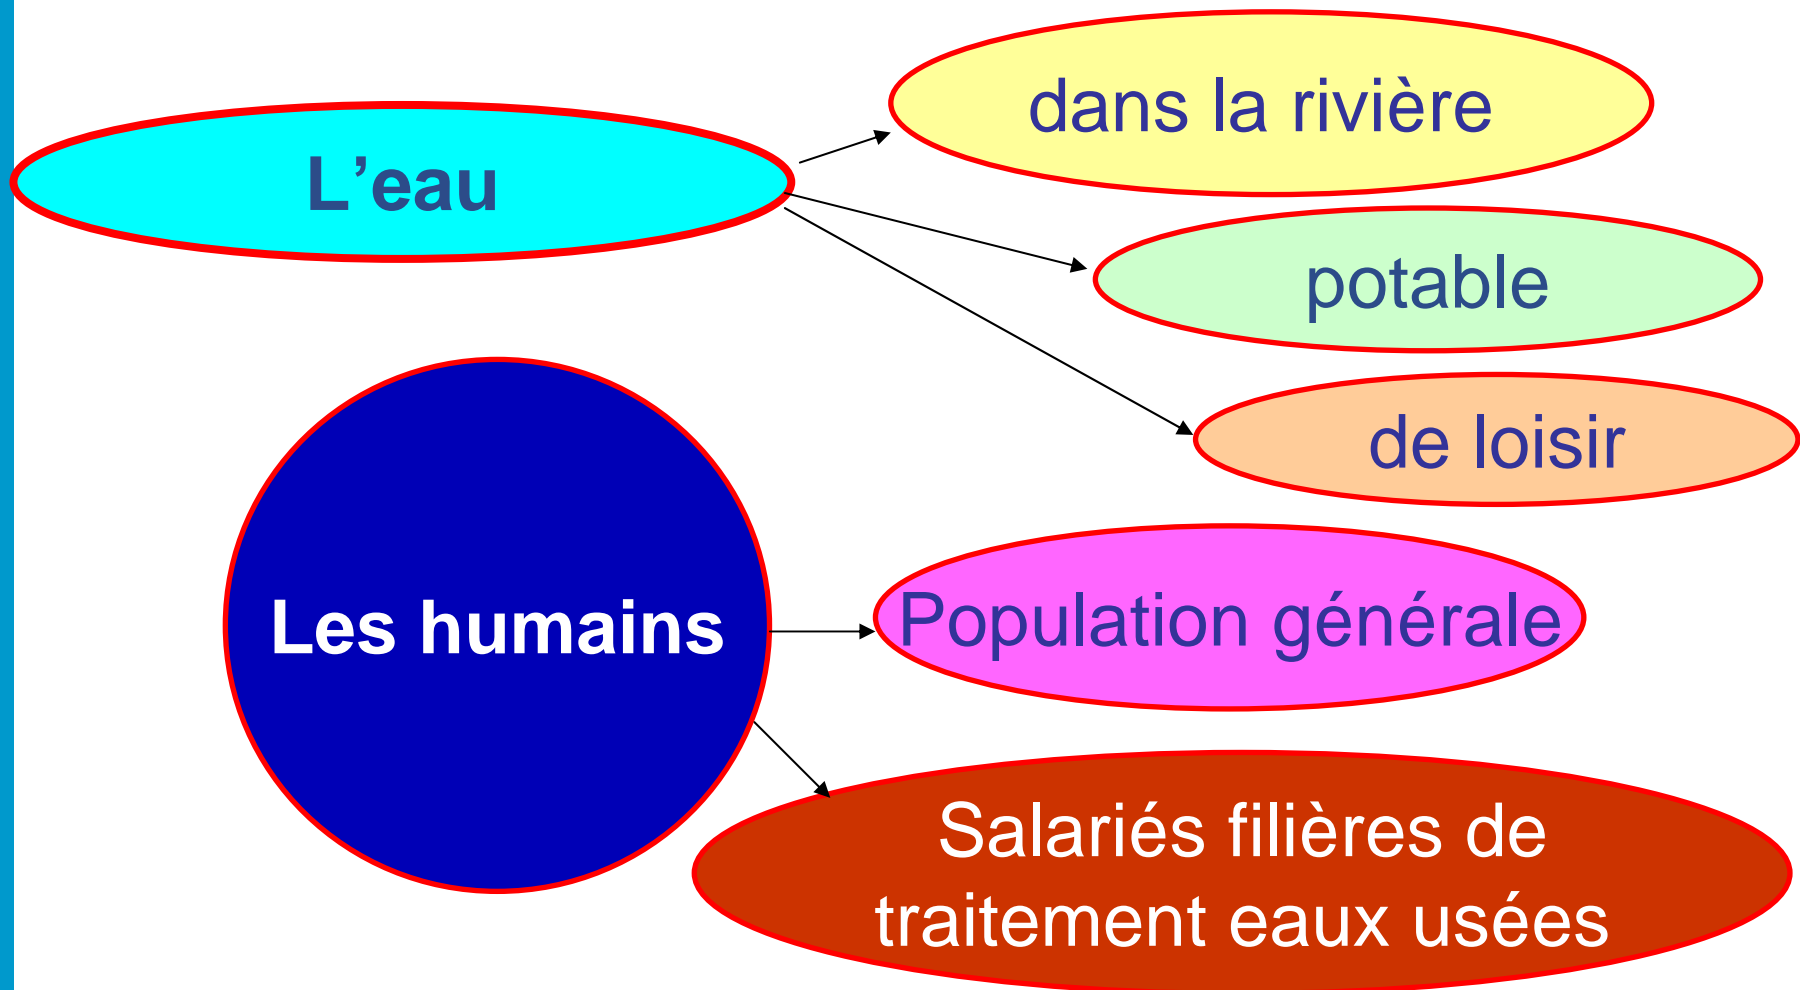 L’eau
dans la rivière
potable
de loisir
Les humains
Population générale
Salariés filières de
traitement eaux usées